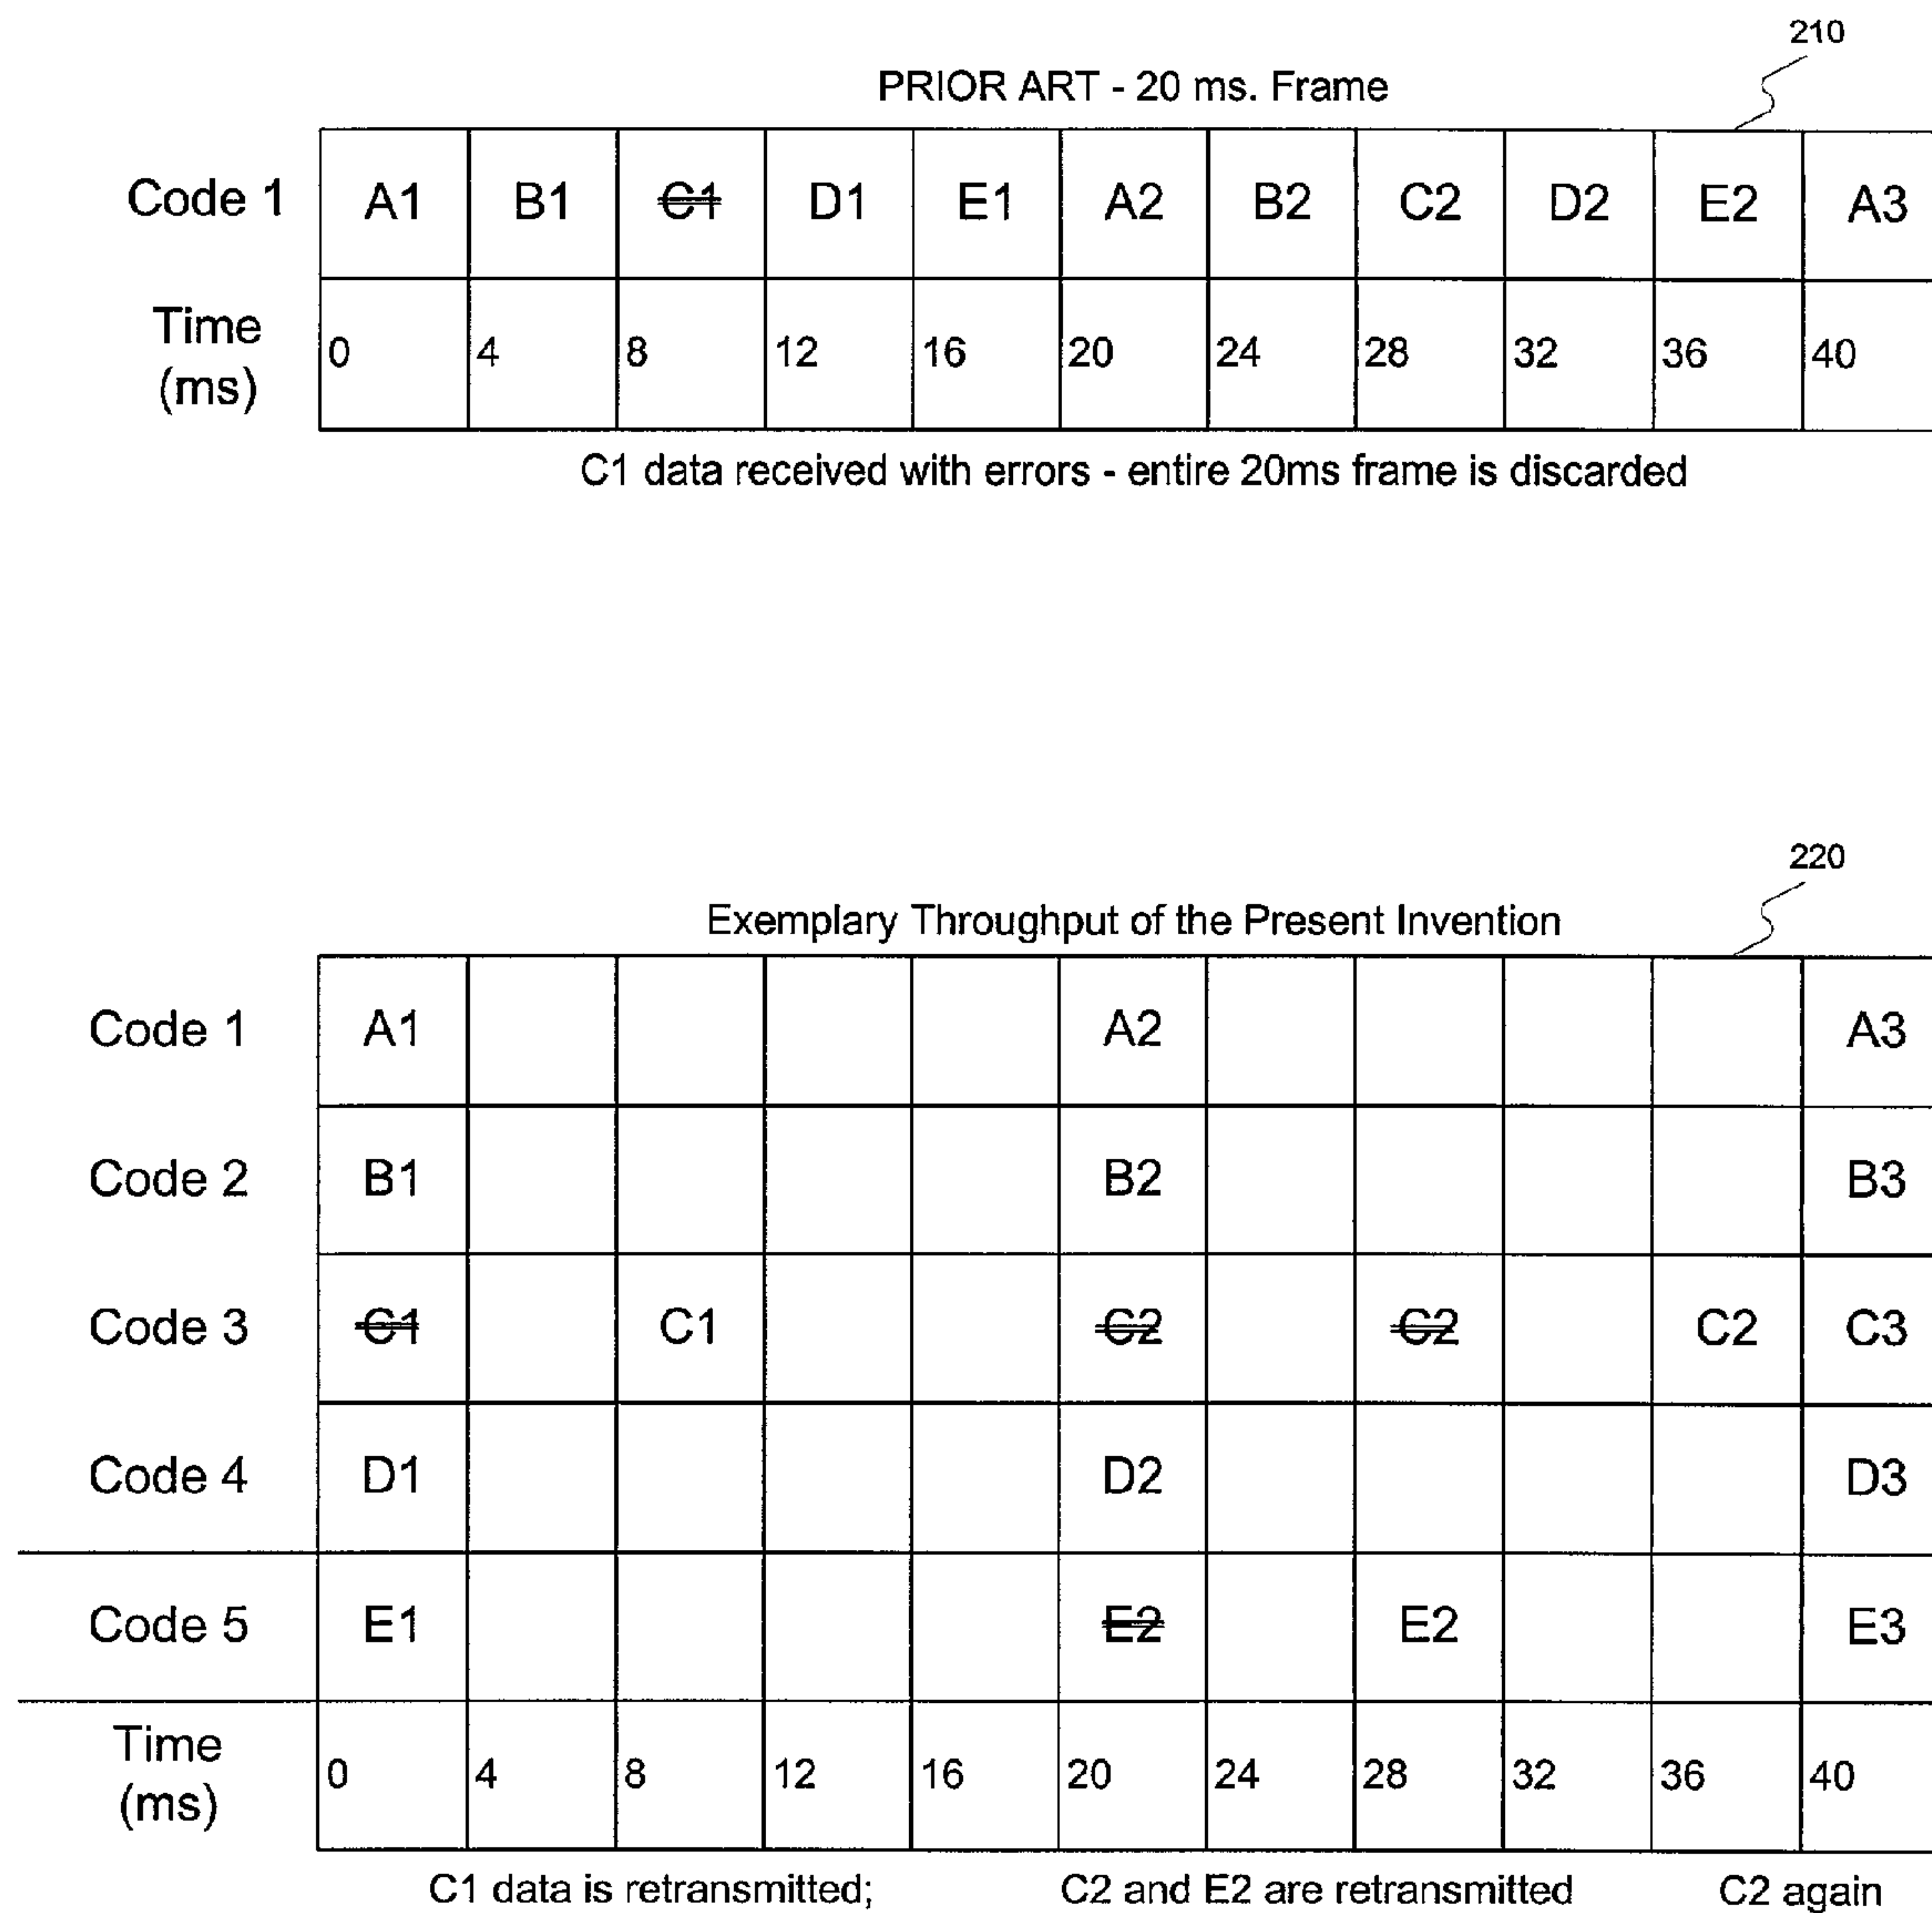 210
PRIOR ART - 20 ms. Frame
Code 1 A1 B1 C1 D1 E1 A2 B2 C2 D2 E2 A3
Time
(ms)
0 4 8 12 16 20 24 28 32 36 40
C1 data received with errors - entire 20ms frame is discarded
220
Exemplary Throughput of the Present Invention
Code 1 A1 A2 A3
Code 2 B1 B2 B3
Code 3 C1 C1 C2 C2 C2 C3
Code 4 D1 D2 D3
Code 5 E1 E2 E2 E3
Time
(ms)
0 4 8 12 16 20 24 28 32 36 40
C1 data is retransmitted; C2 and E2 are retransmitted C2 again